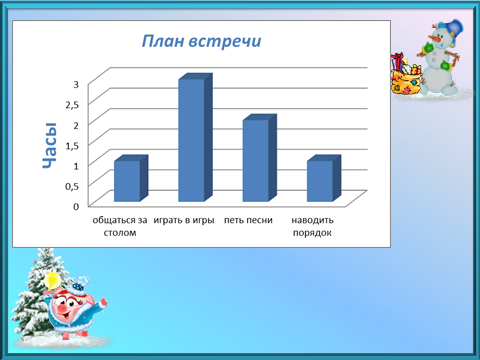 План встречи
Часы
3
2,5
2
1,5
1
0,5
0
общаться за столом
играть в игры
петь песни
наводить порядок